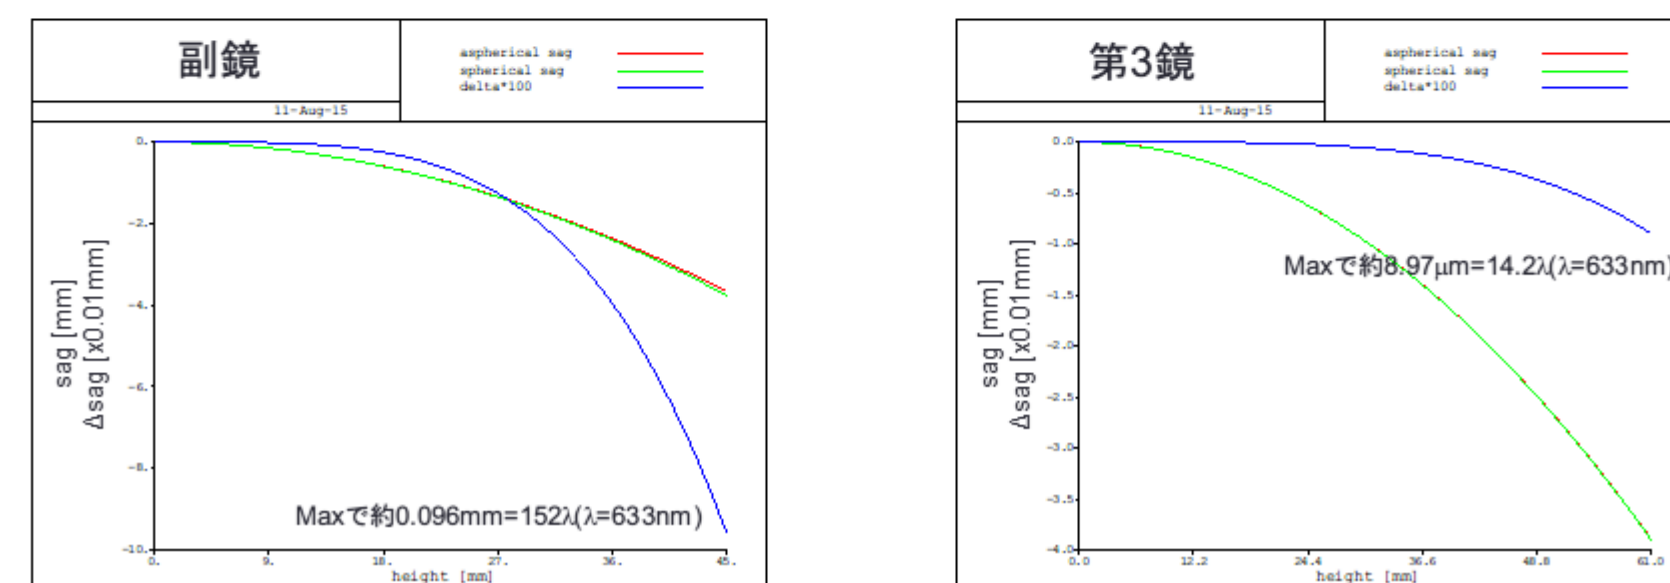 副鏡
aspherical sag
spherical sag
delta*100
11-Aug-15
0.
-2.
-4.
-6.
-8.
-10.
sag [mm]
Δsag [x0.01mm]
Maxで約0.096mm=152λ(λ=633nm)
0. 9. 18. 27. 36. 45.
height [mm]
第3鏡
aspherical sag
spherical sag
delta*100
11-Aug-15
0.0
-0.5
-1.0
-1.5
-2.0
-2.5
-3.0
-3.5
-4.0
sag [mm]
Δsag [x0.01mm]
Maxで約8.97μm=14.2λ(λ=633nm)
0.0 12.2 24.4 36.6 48.8 61.0
height [mm]